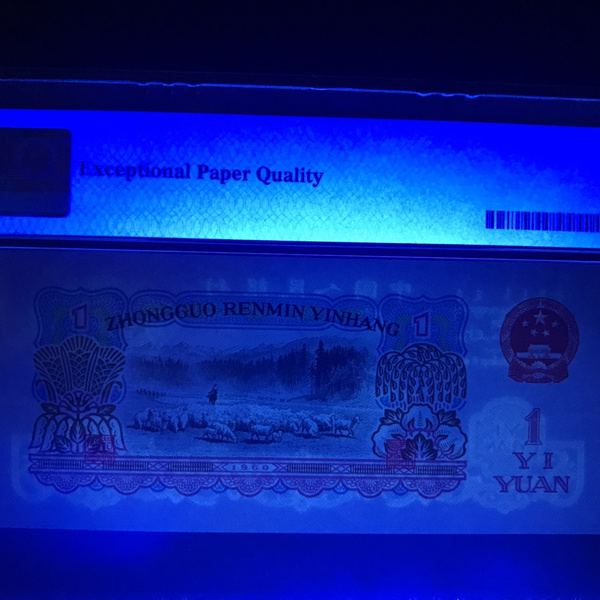 Exceptional Paper Quality
1
ZHONGGUO RENMIN YINHANG
1
1960
1
YI
YUAN